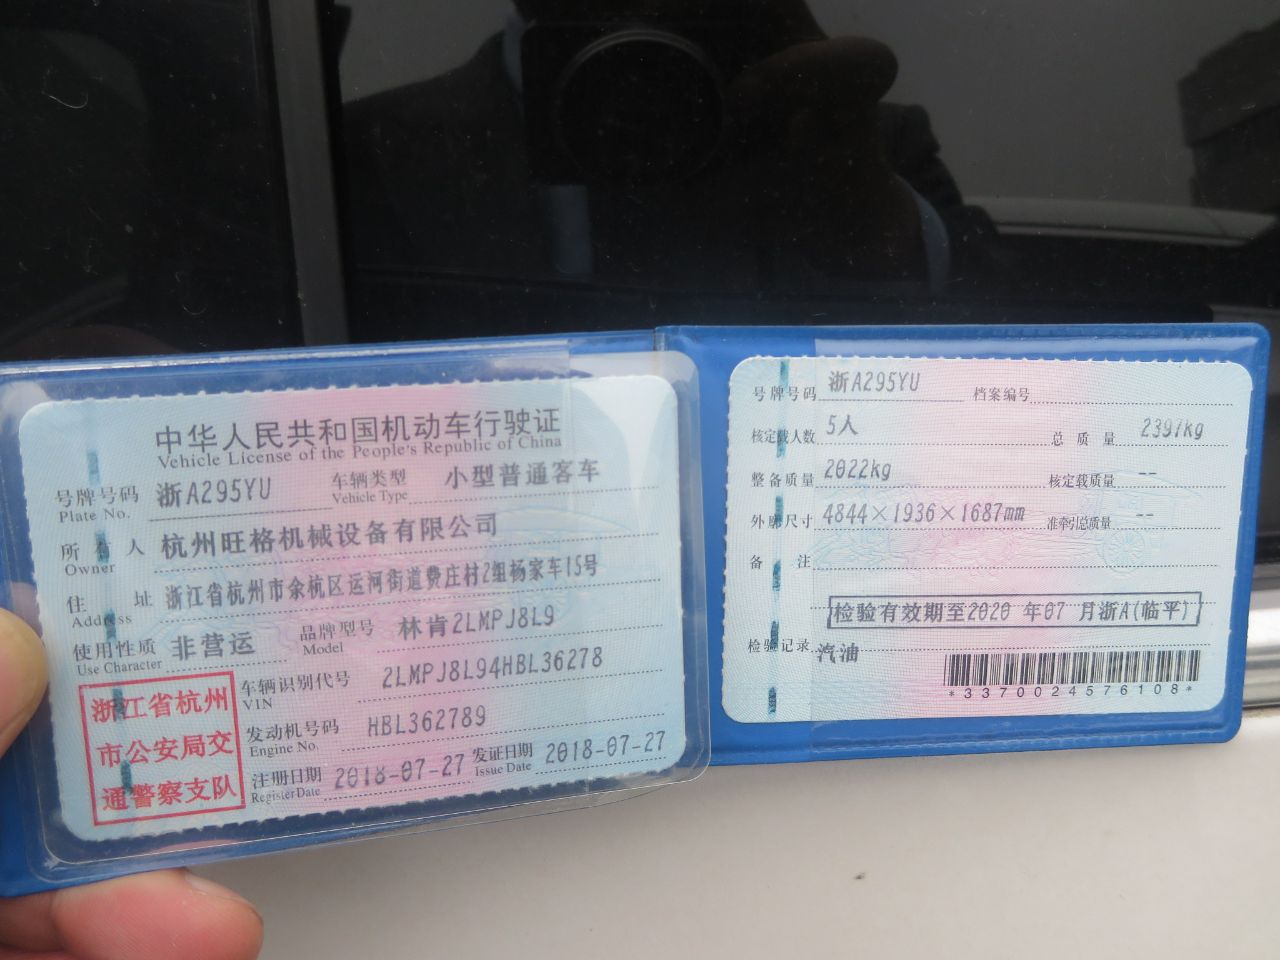 中华人民共和国机动车行驶证
Vehicle License of the People's Republic of China
号牌号码 浙A295YU 车辆类型 小型普通客车
Plate No. Vehicle Type
所有人 杭州旺格机械设备有限公司
Owner
住址 浙江省杭州市余杭区运河街道费庄村2组杨家车15号
Address
使用性质 非营运 品牌型号 林肯2LMPJ8L9
Use Character Model
车辆识别代号 2LMPJ8L94HBL36278
VIN
发动机号码 HBL362789
Engine No.
注册日期 2018-07-27 发证日期 2018-07-27
Register Date Issue Date
浙江省杭州
市公安局交
通警察支队
号牌号码 浙A295YU 档案编号
核定载人数 5人 总质量 2397kg
整备质量 2022kg 核定载质量 --
外廓尺寸 4844×1936×1687mm 准牵引总质量 --
备注
检验有效期至2020 年07 月浙A(临平)
检验记录 汽油
*3370024576108*